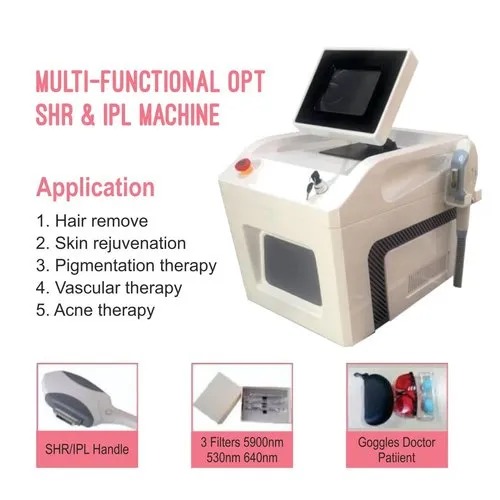 MULTI-FUNCTIONAL OPT
SHR & IPL MACHINE
Application
1. Hair remove
2. Skin rejuvenation
3. Pigmentation therapy
4. Vascular therapy
5. Acne therapy
SHR/IPL Handle
3 Filters 5900nm
530nm 640nm
Goggles Doctor
Patiient